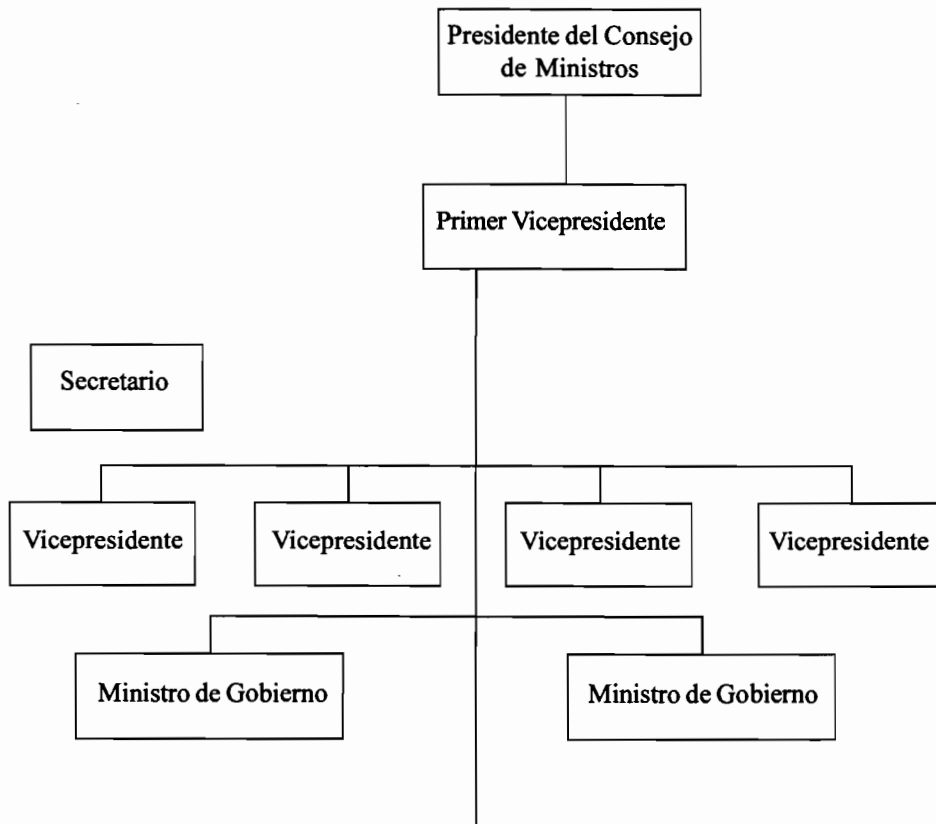 Presidente del Consejo
de Ministros
Primer Vicepresidente
Secretario
Vicepresidente
Vicepresidente
Vicepresidente
Vicepresidente
Ministro de Gobierno
Ministro de Gobierno